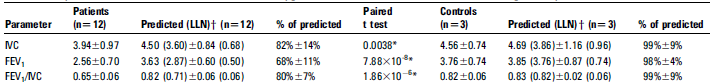 Parameter Patients (n=12) Predicted (LLN)† (n=12) % of predicted Paired t test Controls (n=3) Predicted (LLN)† (n=3) % of predicted
IVC 3.94±0.97 4.50 (3.60)±0.84 (0.68) 82%±14% 0.0038* 4.56±0.74 4.69 (3.86)±1.16 (0.96) 99%±9%
FEV₁ 2.56±0.70 3.63 (2.87)±0.60 (0.50) 68%±11% 7.88×10⁻⁸* 3.76±0.74 3.85 (3.76)±0.87 (0.74) 98%±4%
FEV₁/IVC 0.65±0.06 0.82 (0.71)±0.06 (0.06) 80%±7% 1.86×10⁻⁶* 0.82±0.06 0.83 (0.82)±0.02 (0.06) 99%±9%